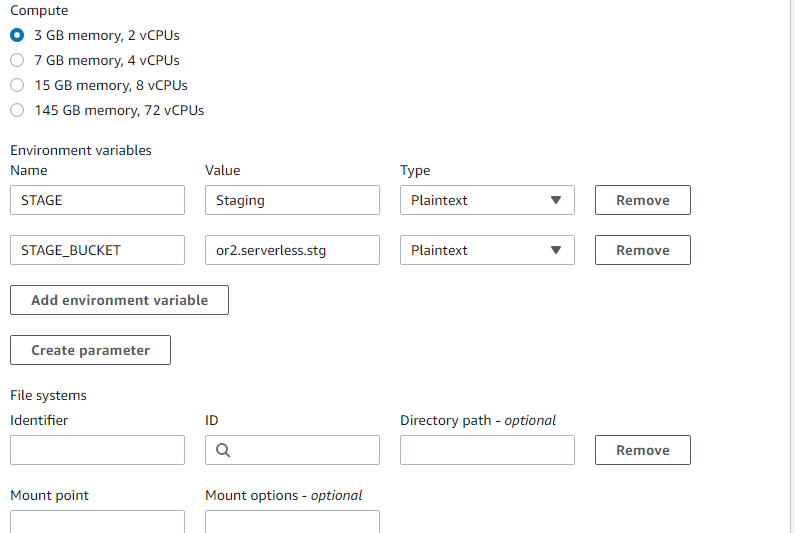 Compute
3 GB memory, 2 vCPUs
7 GB memory, 4 vCPUs
15 GB memory, 8 vCPUs
145 GB memory, 72 vCPUs
Environment variables
Name Value Type
STAGE Staging Plaintext Remove
STAGE_BUCKET or2.serverless.stg Plaintext Remove
Add environment variable
Create parameter
File systems
Identifier ID Directory path - optional
Remove
Mount point Mount options - optional